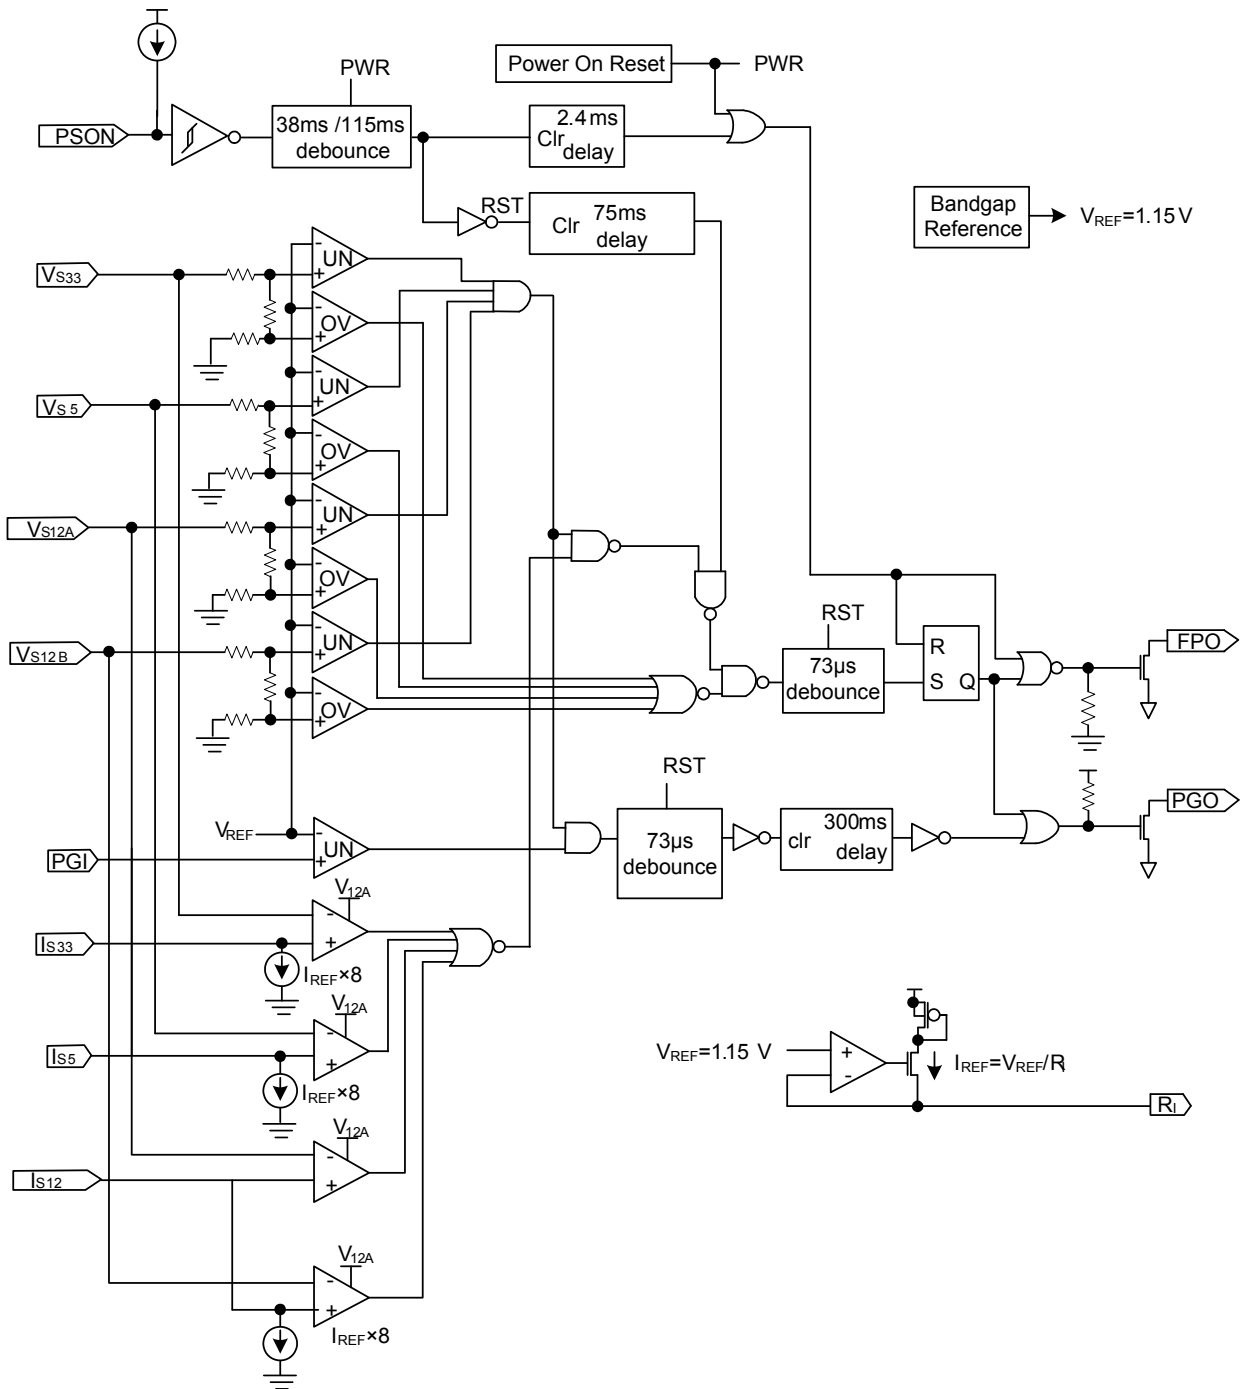 PWR
Power On Reset
PWR
PSON
38ms /115ms
debounce
2.4ms
Clr
delay
RST
75ms
Clr
delay
Bandgap
Reference
VREF=1.15 V
VS33
-
UN
+
-
OV
+
VS5
-
UN
+
-
OV
+
VS12A
-
UN
+
-
OV
+
VS12B
-
UN
+
-
OV
+
RST
73µs
debounce
R
S Q
FPO
RST
VREF
-
UN
+
PGI
73µs
debounce
clr
300ms
delay
PGO
V12A
-
+
IS33
IREF×8
V12A
-
+
IS5
IREF×8
VREF=1.15 V
+
-
IREF=VREF/RI
RI
V12A
-
+
IS12
V12A
-
+
IREF×8